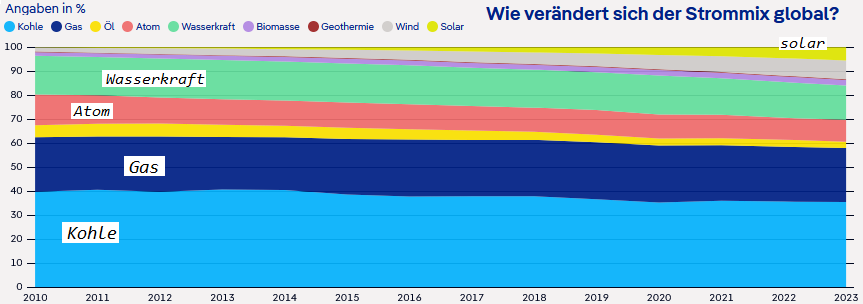 Angaben in %
Wie verändert sich der Strommix global?
Kohle Gas Öl Atom Wasserkraft Biomasse Geothermie Wind Solar
100
solar
90
Wasserkraft
80
Atom
70
60
Gas
50
40
30
Kohle
20
10
0
2010 2011 2012 2013 2014 2015 2016 2017 2018 2019 2020 2021 2022 2023